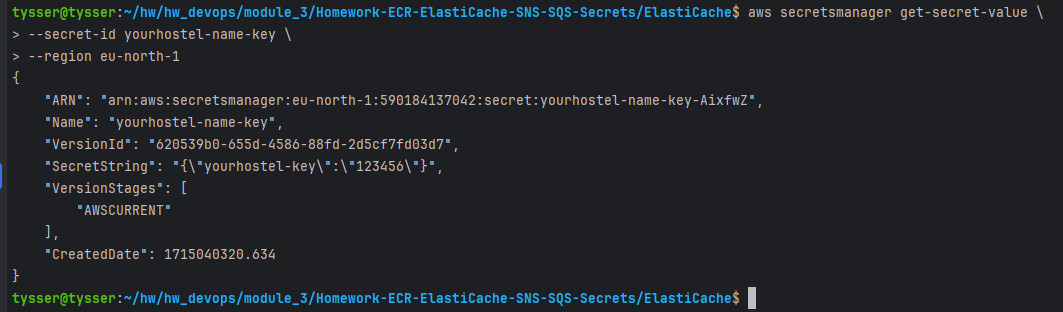 tysser@tysser:~/hw/hw_devops/module_3/Homework-ECR-ElastiCache-SNS-SQS-Secrets/ElastiCache$ aws secretsmanager get-secret-value \
> --secret-id yourhostel-name-key \
> --region eu-north-1
{
    "ARN": "arn:aws:secretsmanager:eu-north-1:590184137042:secret:yourhostel-name-key-AixfwZ",
    "Name": "yourhostel-name-key",
    "VersionId": "620539b0-655d-4586-88fd-2d5cf7fd03d7",
    "SecretString": "{\"yourhostel-key\":\"123456\"}",
    "VersionStages": [
        "AWSCURRENT"
    ],
    "CreatedDate": 1715040320.634
}
tysser@tysser:~/hw/hw_devops/module_3/Homework-ECR-ElastiCache-SNS-SQS-Secrets/ElastiCache$